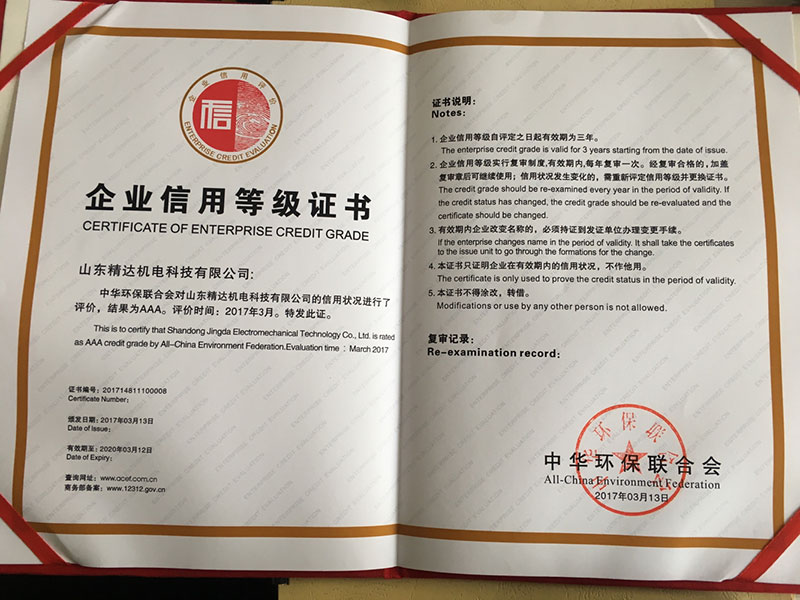 企业信用评价
信
ENTERPRISE CREDIT EVALUATION
企业信用等级证书
CERTIFICATE OF ENTERPRISE CREDIT GRADE
山东精达机电科技有限公司:
中华环保联合会对山东精达机电科技有限公司的信用状况进行了
评价，结果为AAA。评价时间：2017年3月。特发此证。
This is to certify that Shandong Jingda Electromechanical Technology Co., Ltd. is rated
as AAA credit grade by All-China Environment Federation.Evaluation time：March 2017
证书编号：201714811100008
Certificate Number:
颁发日期：2017年03月13日
Date of Issue:
有效期至：2020年03月12日
Date of Expiry:
查询网址：www.acef.com.cn
商务部备案：www.12312.gov.cn
证书说明：
Notes:
1. 企业信用等级自评定之日起有效期为三年。
The enterprise credit grade is valid for 3 years starting from the date of issue.
2. 企业信用等级实行复审制度，有效期内，每年复审一次。经复审合格的，加盖
复审章后可继续使用；信用状况发生变化的，需重新评定信用等级并更换证书。
The credit grade should be re-examined every year in the period of validity. If
the credit status has changed, the credit grade should be re-evaluated and the
certificate should be changed.
3. 有效期内企业改变名称的，必须持证到发证单位办理变更手续。
If the enterprise changes name in the period of validity. It shall take the certificates
to the issue unit to go through the formations for the change.
4. 本证书只证明企业在有效期内的信用状况，不作他用。
The certificate is only used to prove the credit status in the period of validity.
5. 本证书不得涂改，转借。
Modifications or use by any other person is not allowed.
复审记录：
Re-examination record:
中华环保联合会
中华环保联合会
All-China Environment Federation
2017年03月13日